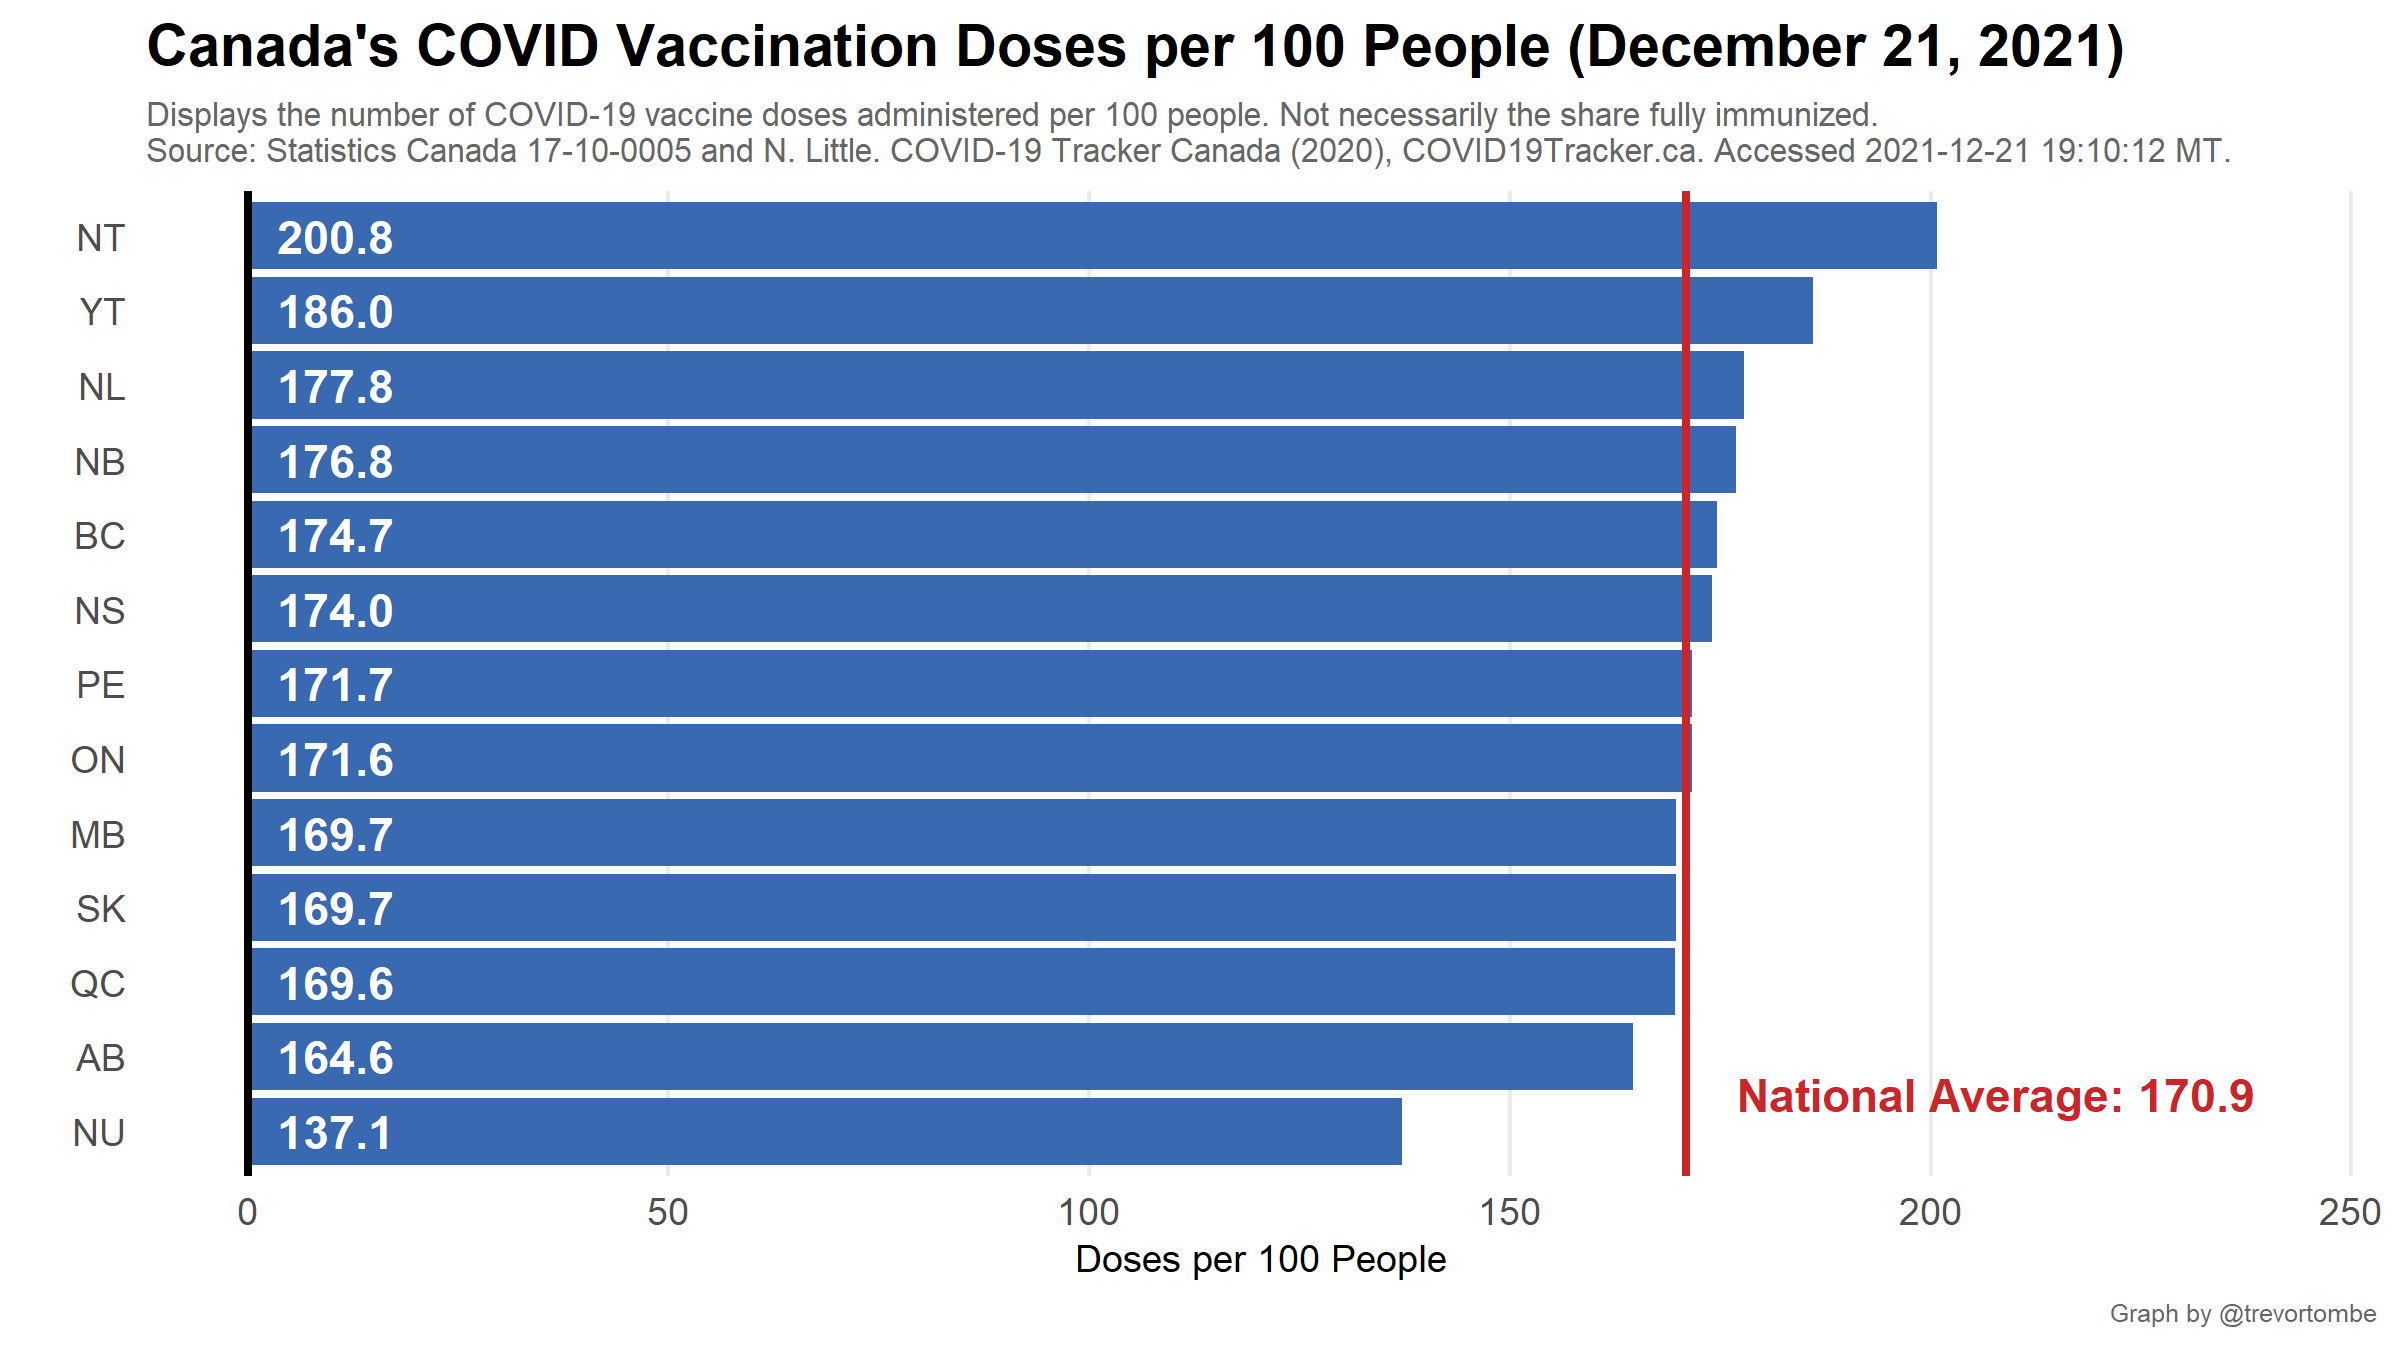 Canada's COVID Vaccination Doses per 100 People (December 21, 2021)
Displays the number of COVID-19 vaccine doses administered per 100 people. Not necessarily the share fully immunized.
Source: Statistics Canada 17-10-0005 and N. Little. COVID-19 Tracker Canada (2020), COVID19Tracker.ca. Accessed 2021-12-21 19:10:12 MT.
NT 200.8
YT 186.0
NL 177.8
NB 176.8
BC 174.7
NS 174.0
PE 171.7
ON 171.6
MB 169.7
SK 169.7
QC 169.6
AB 164.6
National Average: 170.9
NU 137.1
0 50 100 150 200 250
Doses per 100 People
Graph by @trevortombe